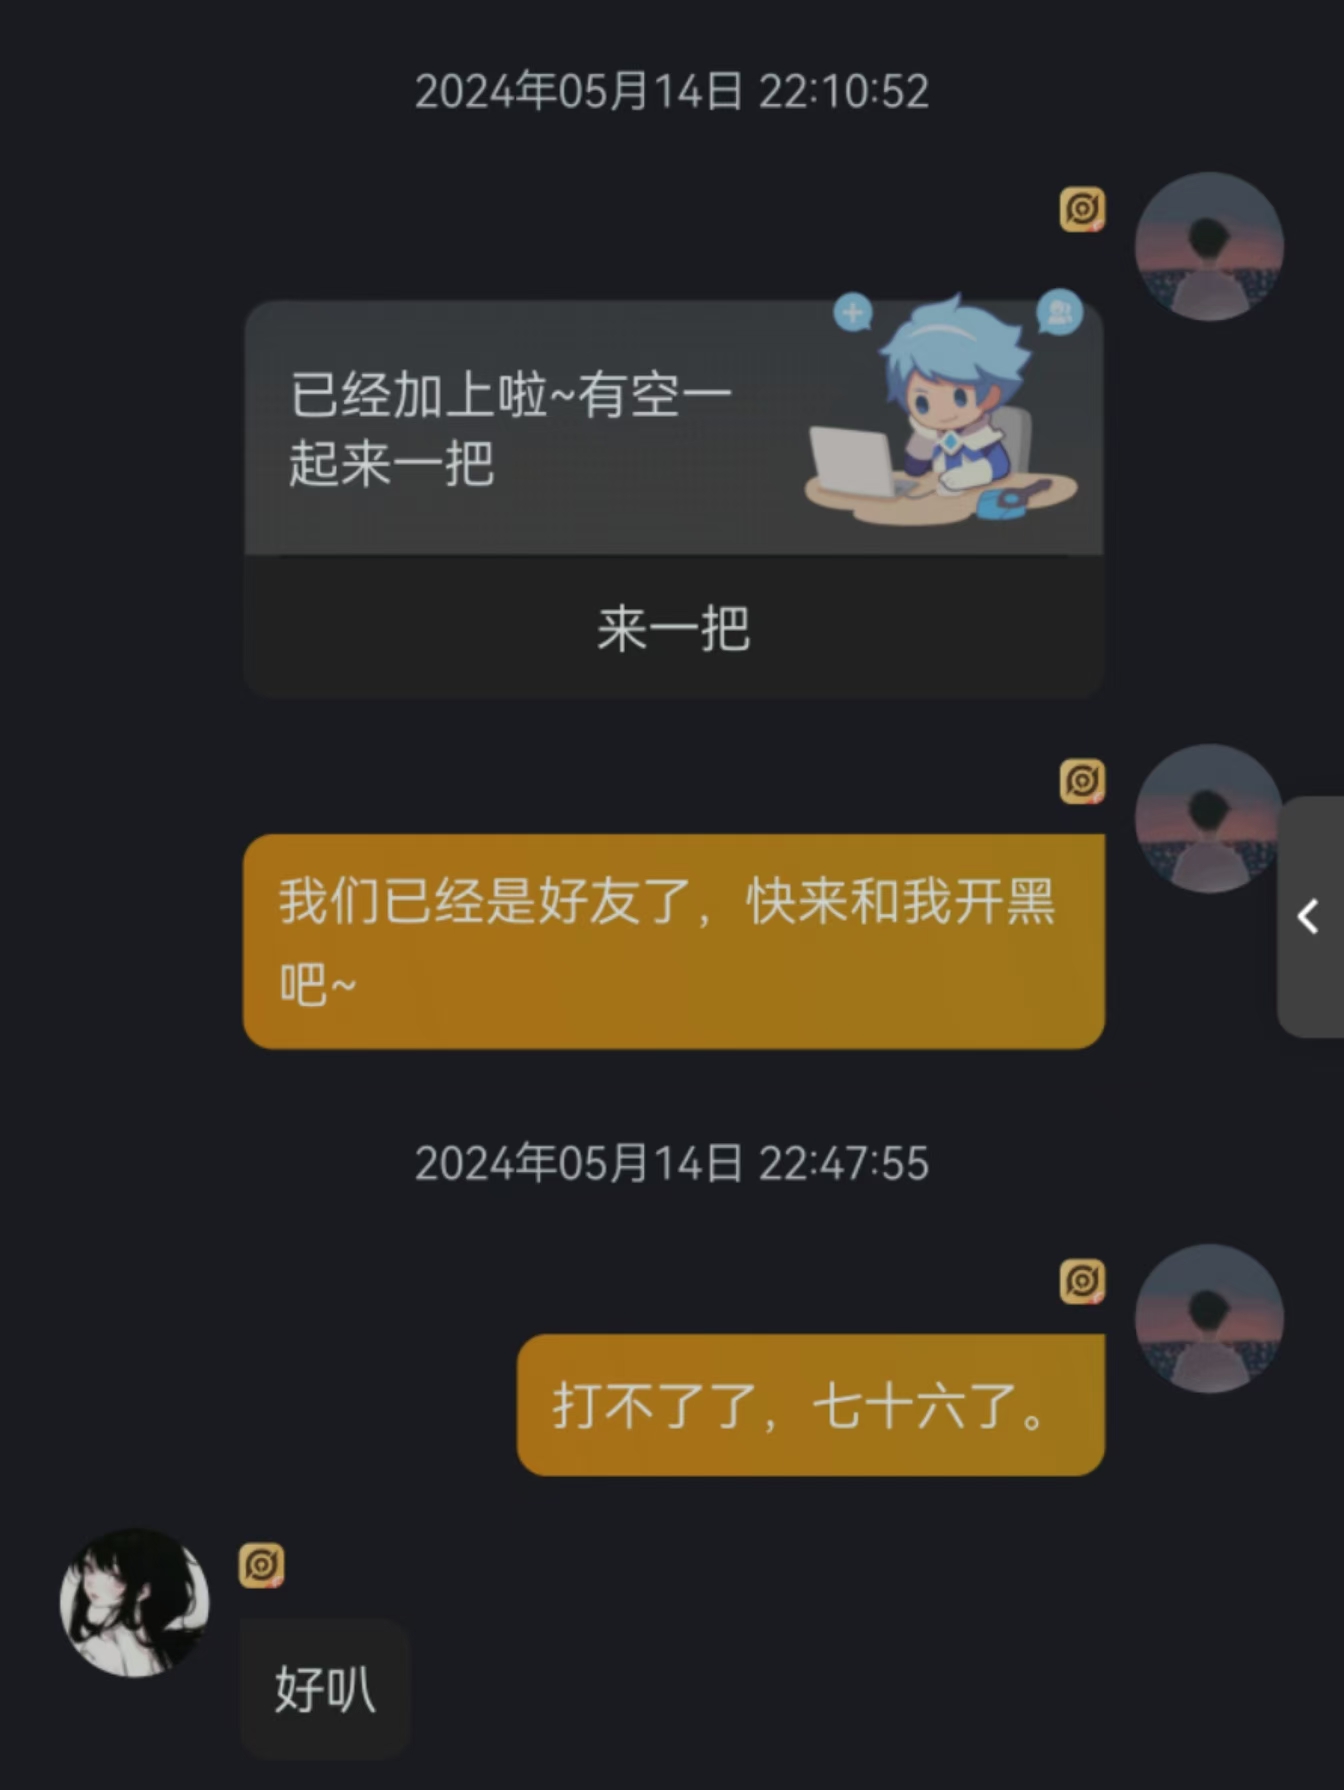 2024年05月14日 22:10:52
已经加上啦~有空一
起来一把
来一把
我们已经是好友了，快来和我开黑
吧~
2024年05月14日 22:47:55
打不了了，七十六了。
好叭